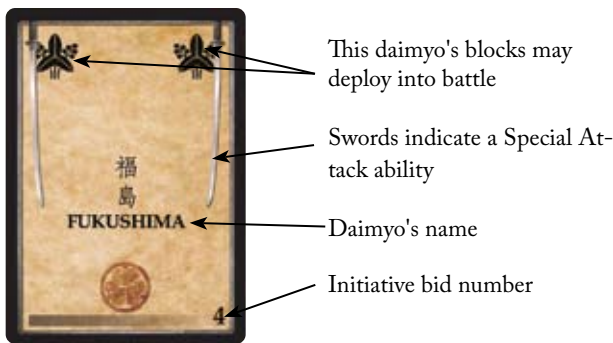 This daimyo's blocks may
deploy into battle
Swords indicate a Special At-
tack ability
福
島
FUKUSHIMA
Daimyo's name
Initiative bid number
4